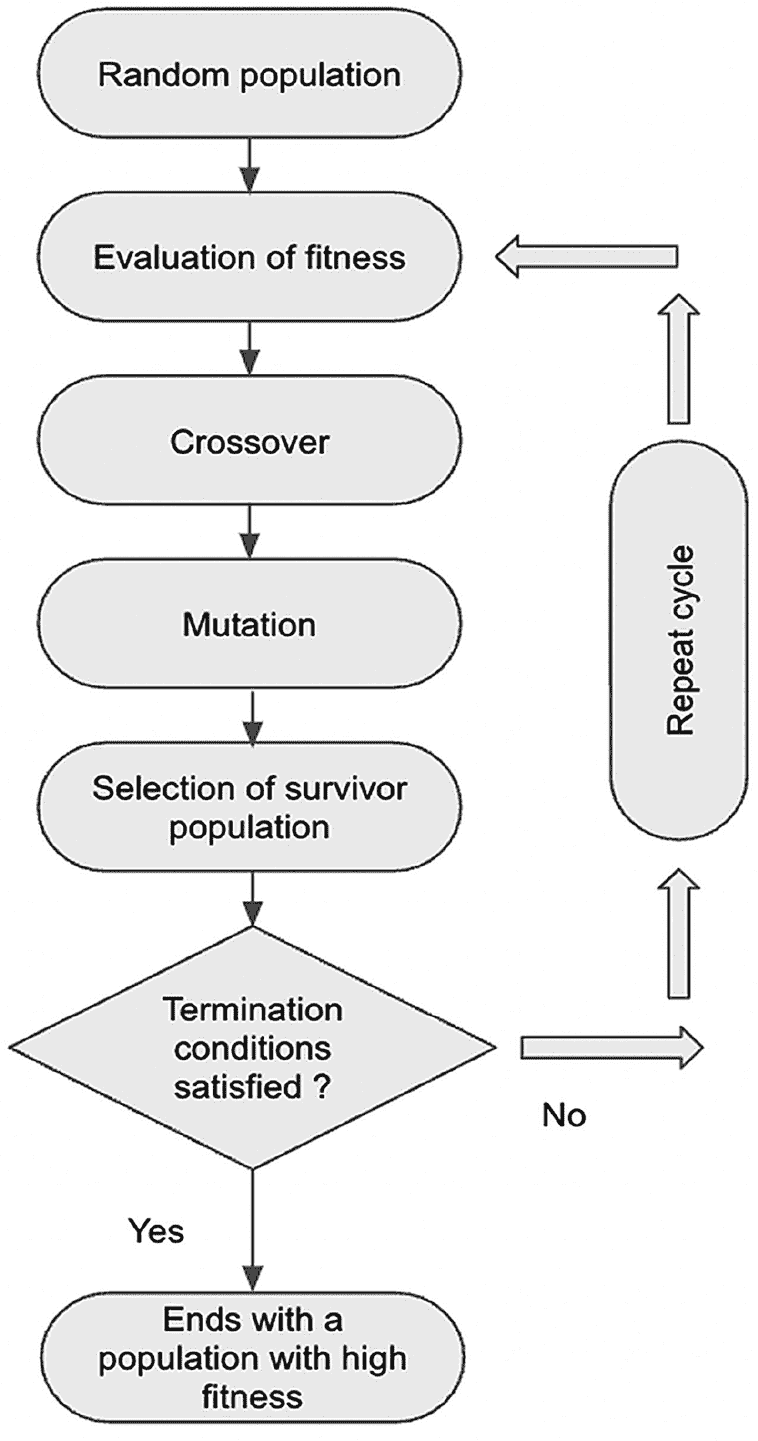 Random population
Evaluation of fitness
Crossover
Mutation
Repeat cycle
Selection of survivor
population
Termination
conditions
satisfied ?
No
Yes
Ends with a
population with high
fitness